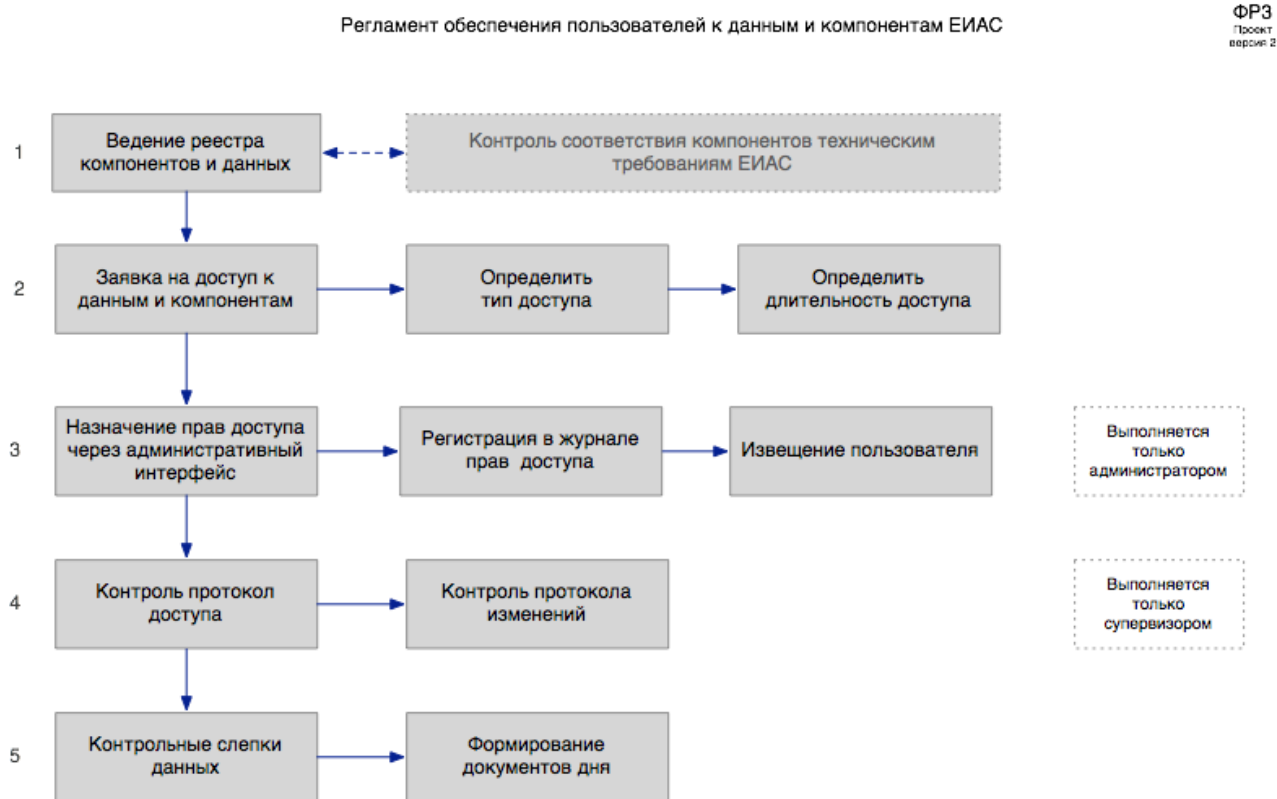 Регламент обеспечения пользователей к данным и компонентам ЕИАС
ФРЗ
Проект
версия 2
1
Ведение реестра
компонентов и данных
Контроль соответствия компонентов техническим
требованиям ЕИАС
2
Заявка на доступ к
данным и компонентам
Определить
тип доступа
Определить
длительность доступа
3
Назначение прав доступа
через административный
интерфейс
Регистрация в журнале
прав доступа
Извещение пользователя
Выполняется
только
администратором
4
Контроль протокол
доступа
Контроль протокола
изменений
Выполняется
только
супервизором
5
Контрольные слепки
данных
Формирование
документов дня